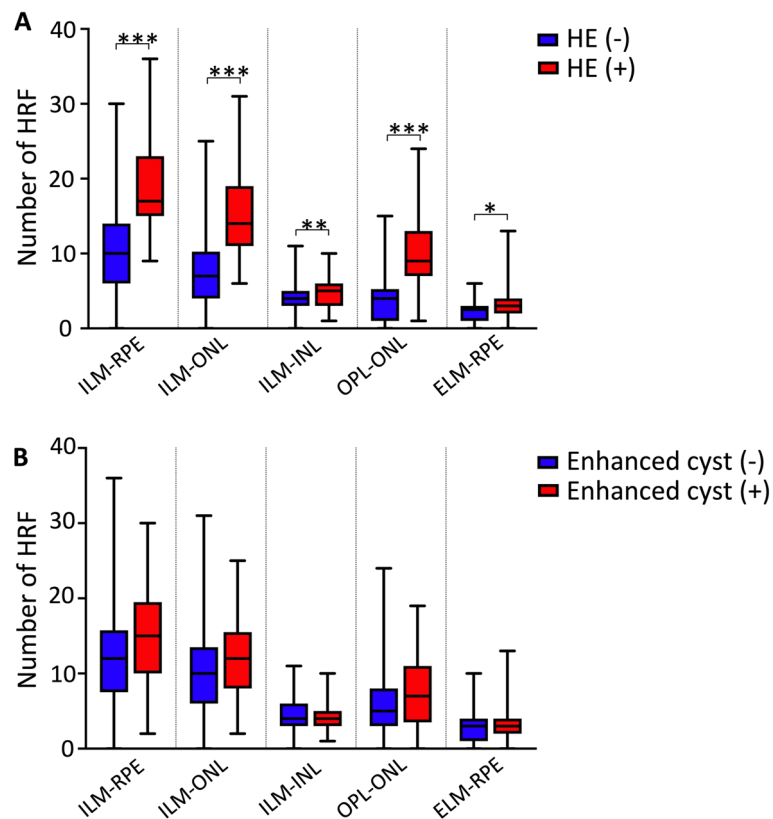 A
Number of HRF
40
30
20
10
0
***
***
**
***
*
HE (-)
HE (+)
ILM-RPE
ILM-ONL
ILM-INL
OPL-ONL
ELM-RPE
B
Number of HRF
40
30
20
10
0
Enhanced cyst (-)
Enhanced cyst (+)
ILM-RPE
ILM-ONL
ILM-INL
OPL-ONL
ELM-RPE